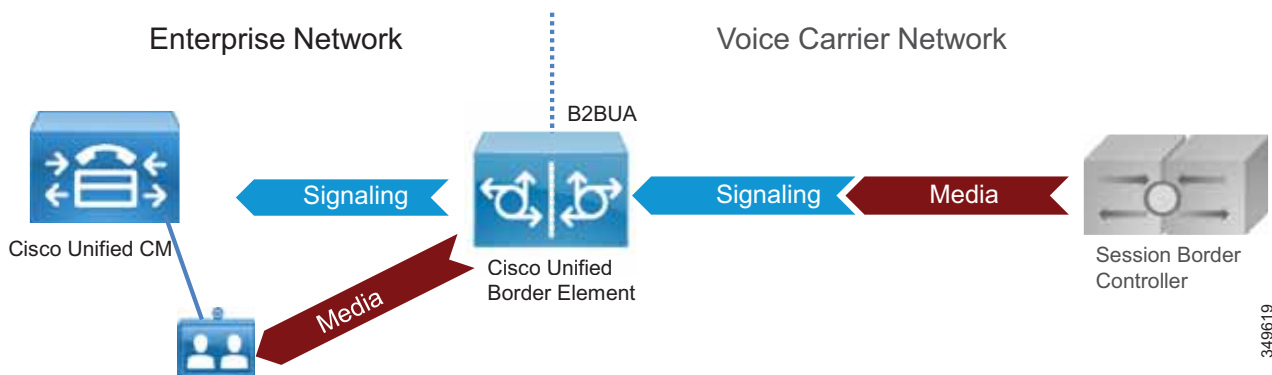 Enterprise Network
Voice Carrier Network
B2BUA
Signaling
Signaling
Media
Cisco Unified CM
Cisco Unified
Border Element
Session Border
Controller
Media
349619